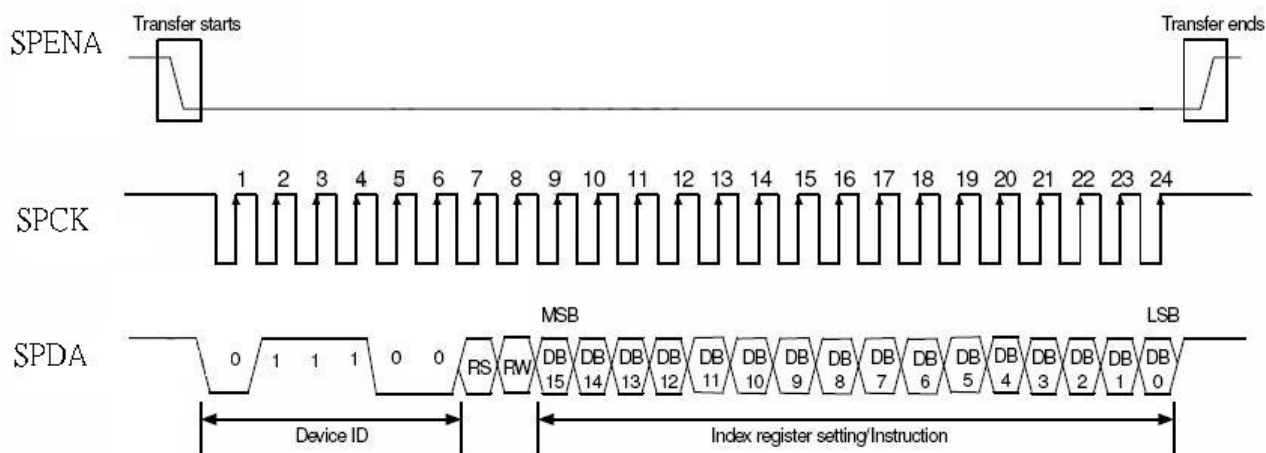 Transfer starts
Transfer ends
SPENA
1 2 3 4 5 6 7 8 9 10 11 12 13 14 15 16 17 18 19 20 21 22 23 24
SPCK
MSB
LSB
SPDA
0 1 1 1 0 0 RS RW DB 15 DB 14 DB 13 DB 12 DB 11 DB 10 DB 9 DB 8 DB 7 DB 6 DB 5 DB 4 DB 3 DB 2 DB 1 DB 0
Device ID
Index register setting/Instruction